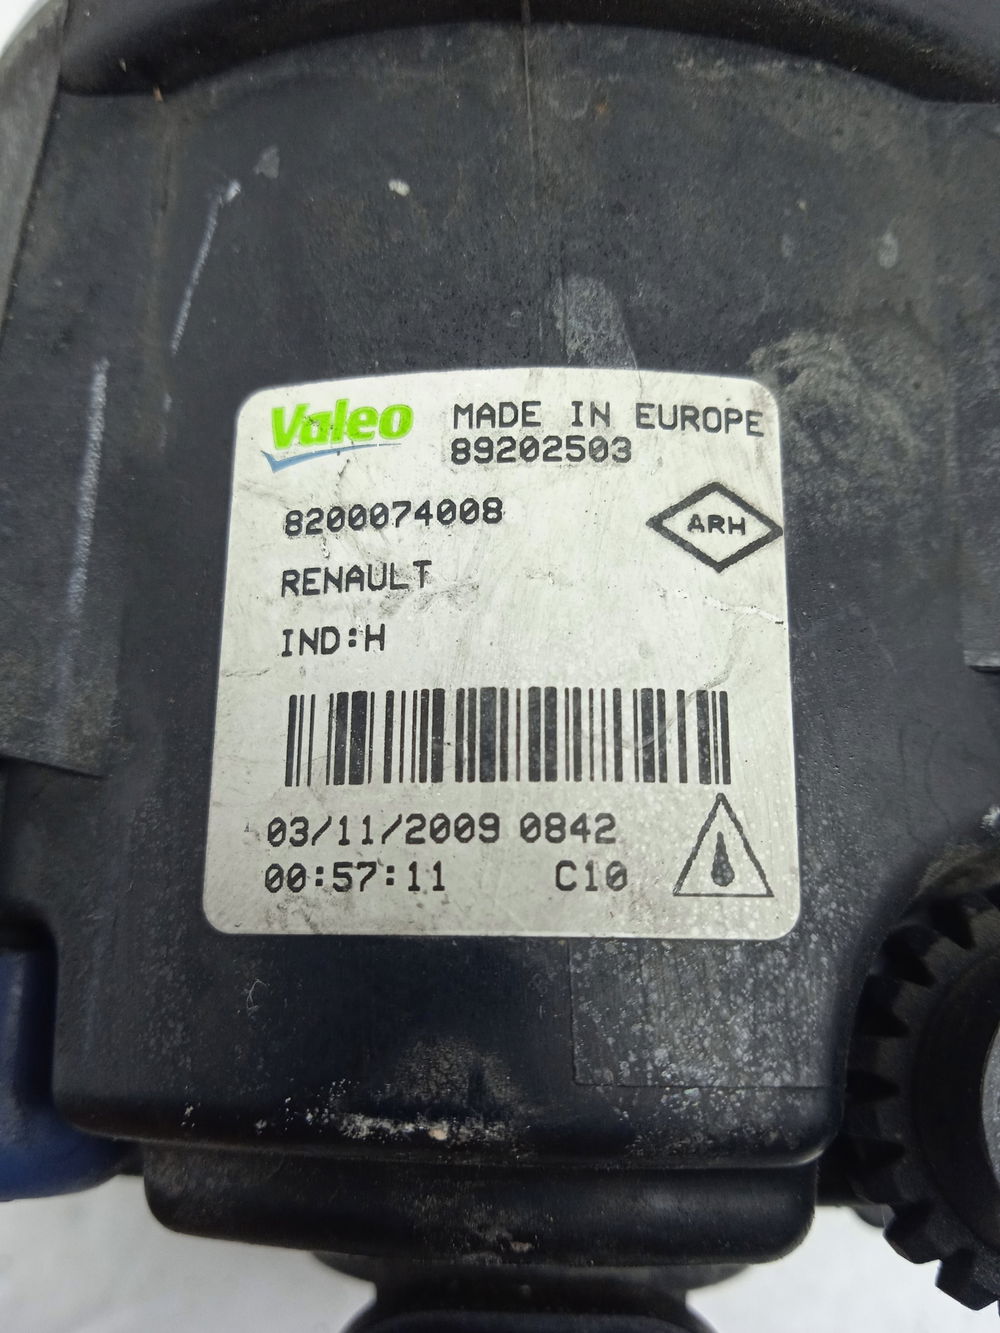 Valeo MADE IN EUROPE
89202503
8200074008
ARH
RENAULT
IND:H
03/11/2009 0842
00:57:11 C10